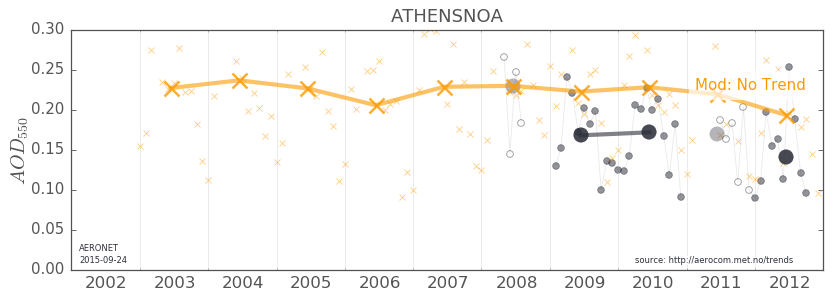 ATHENSNOA
0.30
0.25
0.20
0.15
0.10
0.05
0.00
AOD550
Mod: No Trend
AERONET
2015-09-24
source: http://aerocom.met.no/trends
2002 2003 2004 2005 2006 2007 2008 2009 2010 2011 2012